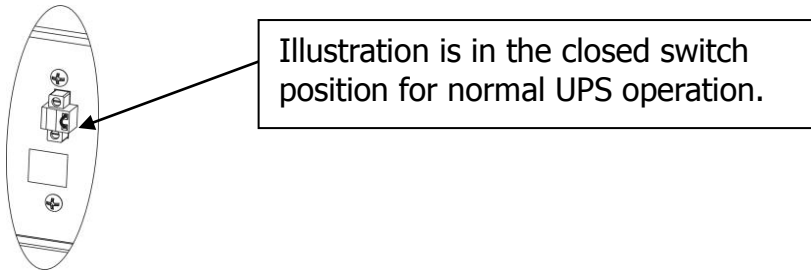 Illustration is in the closed switch
position for normal UPS operation.